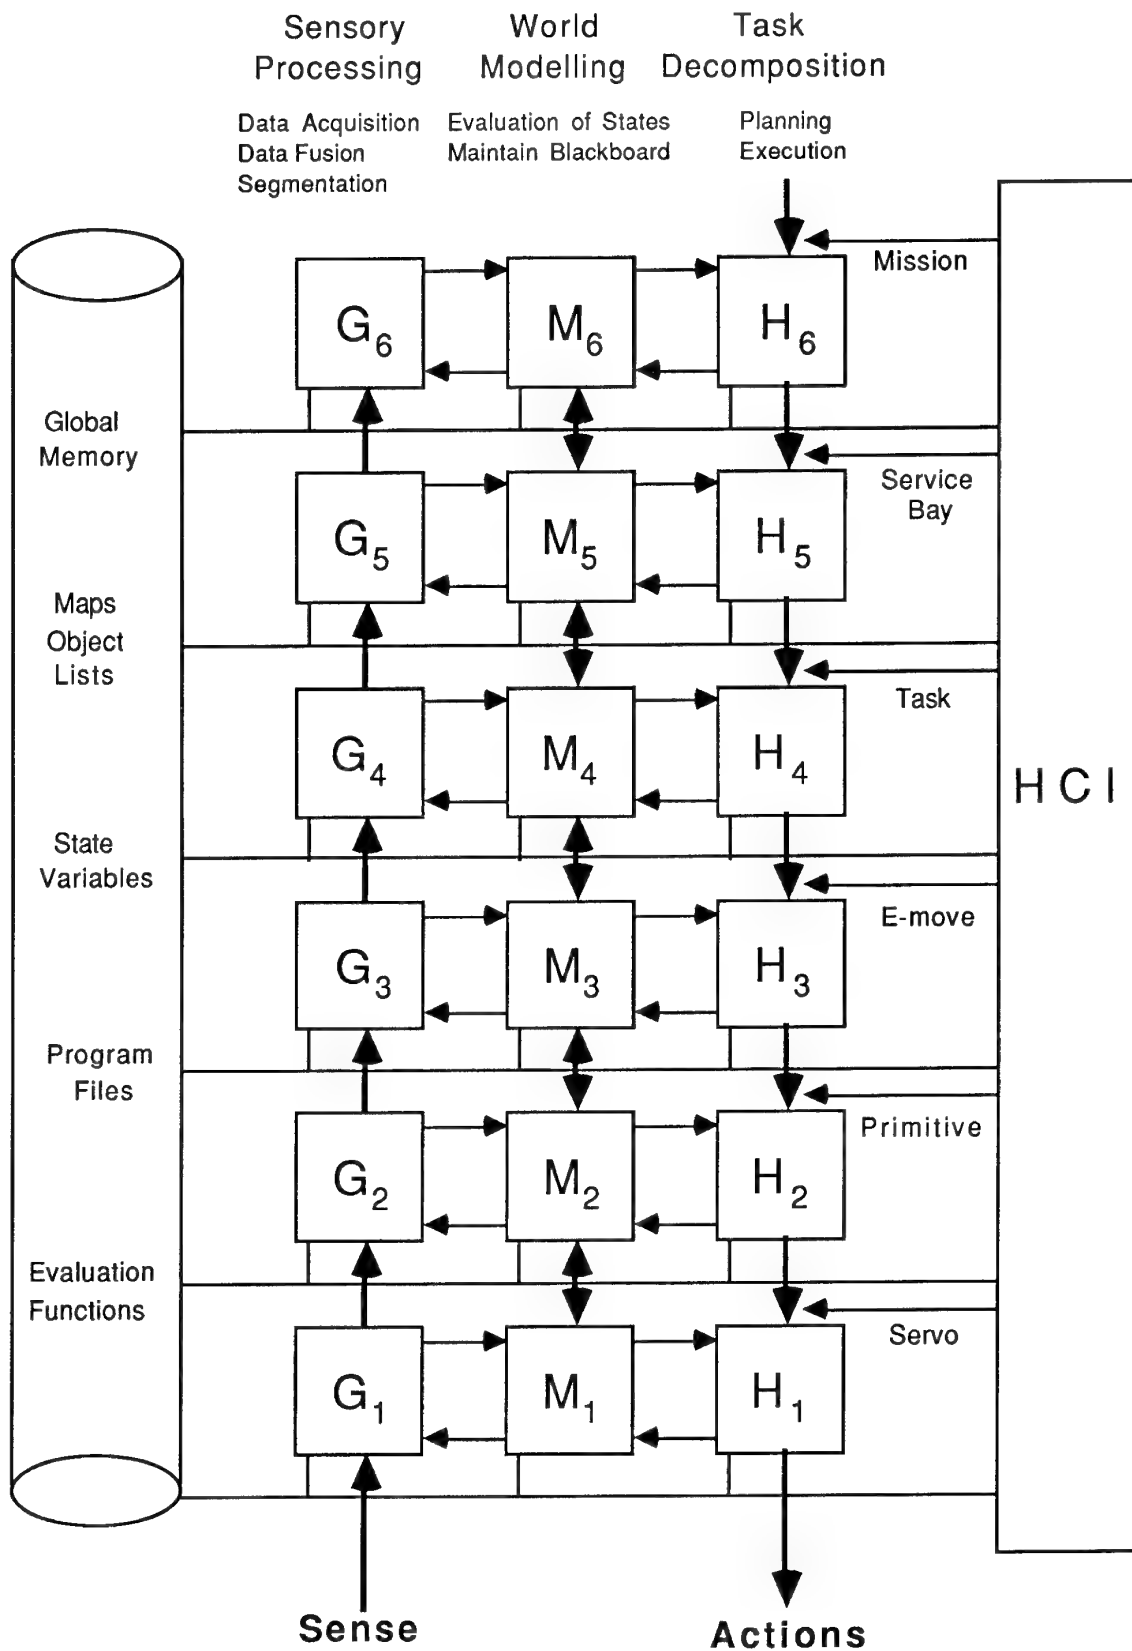 Sensory
Processing
World
Modelling
Task
Decomposition
Data Acquisition
Data Fusion
Segmentation
Evaluation of States
Maintain Blackboard
Planning
Execution
Mission
G6
M6
H6
Global
Memory
Service
Bay
G5
M5
H5
Maps
Object
Lists
Task
G4
M4
H4
HCI
State
Variables
E-move
G3
M3
H3
Program
Files
Primitive
G2
M2
H2
Evaluation
Functions
Servo
G1
M1
H1
Sense
Actions